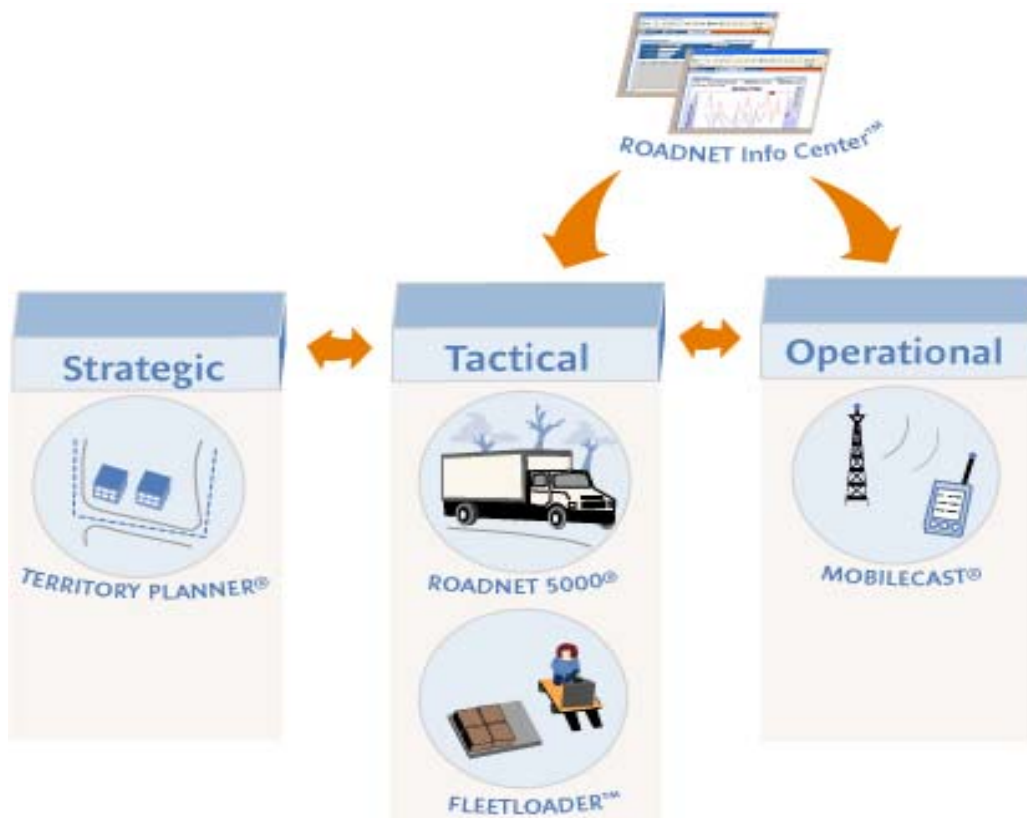 ROADNET Info Center™
Strategic
Tactical
Operational
TERRITORY PLANNER®
ROADNET 5000®
MOBILECAST®
FLEETLOADER™